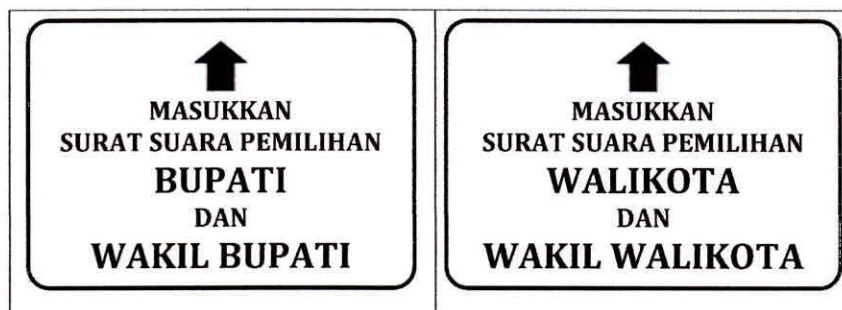 MASUKKAN
SURAT SUARA PEMILIHAN
BUPATI
DAN
WAKIL BUPATI
MASUKKAN
SURAT SUARA PEMILIHAN
WALIKOTA
DAN
WAKIL WALIKOTA